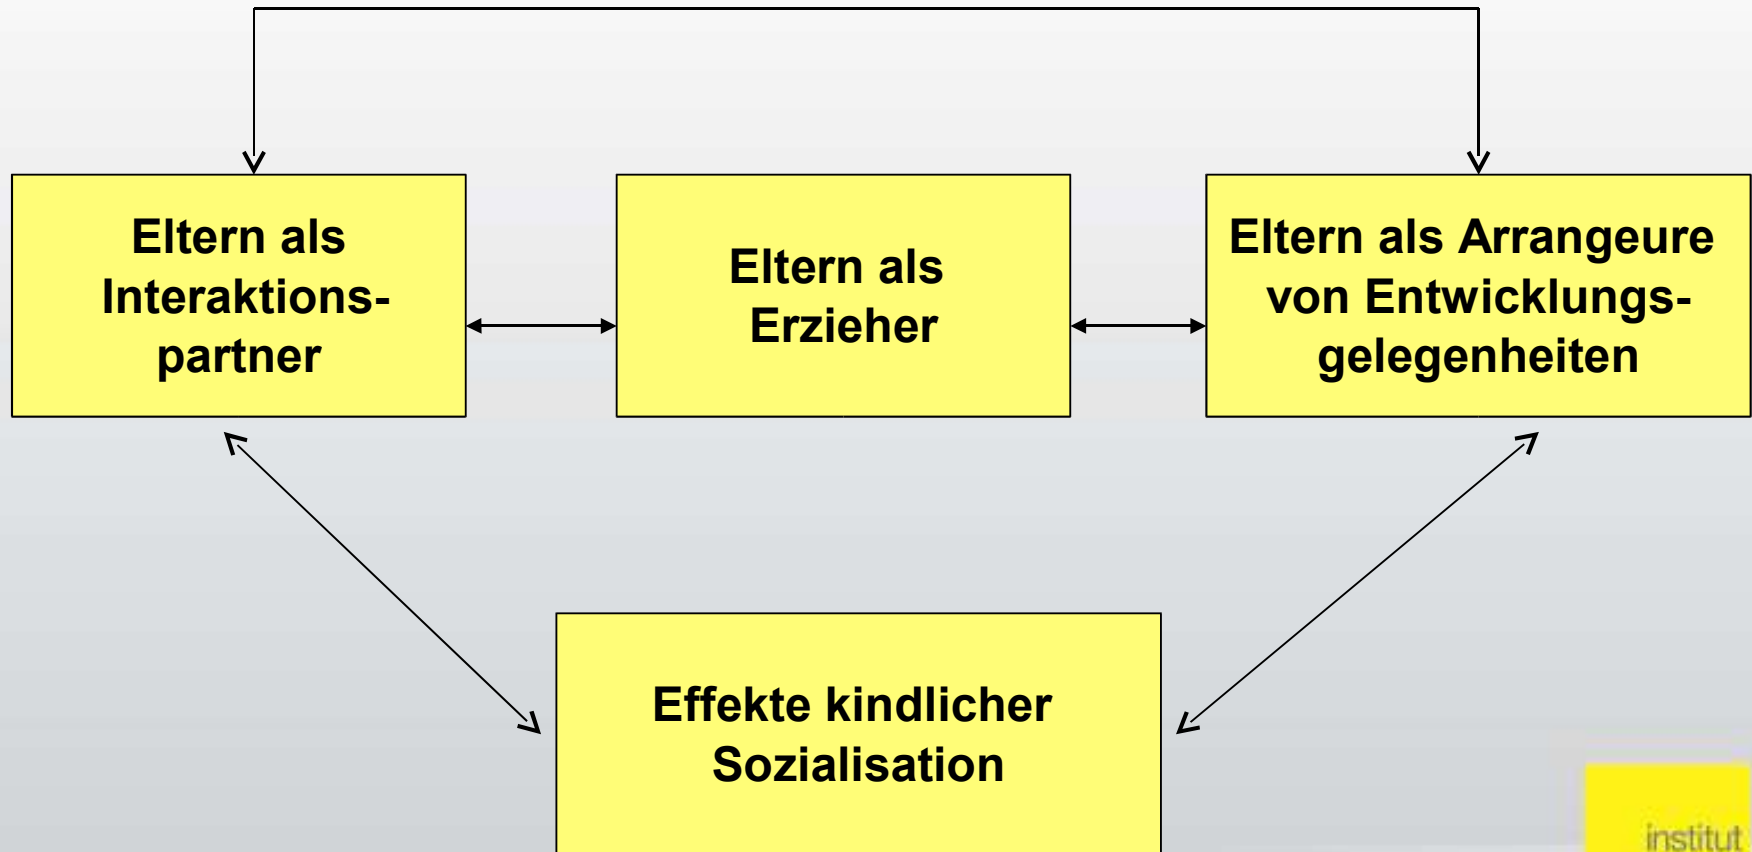 Eltern als
Interaktions-
partner
Eltern als
Erzieher
Eltern als Arrangeure
von Entwicklungs-
gelegenheiten
Effekte kindlicher
Sozialisation
institut